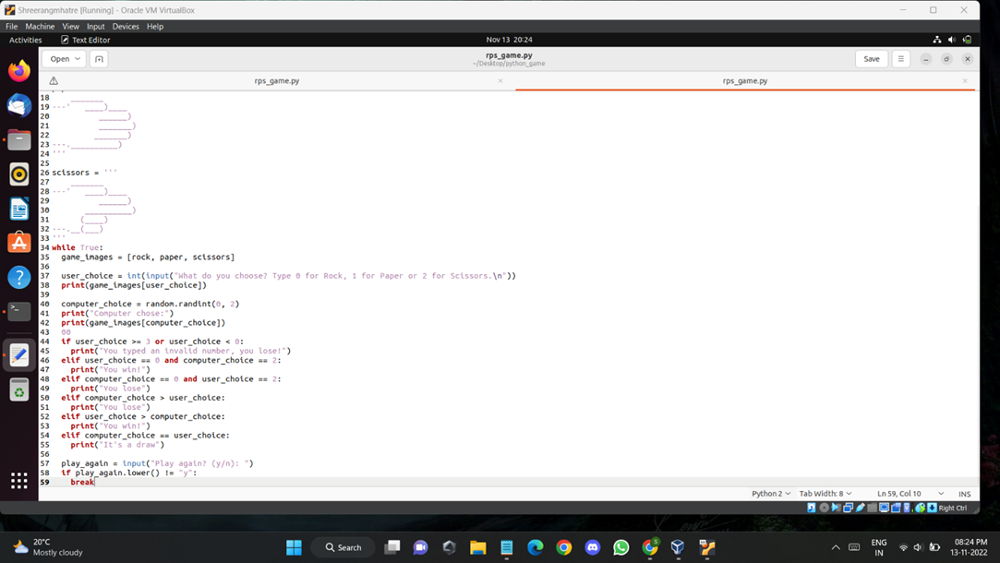 Shreerangmhatre [Running] - Oracle VM VirtualBox
File Machine View Input Devices Help
Activities Text Editor Nov 13 20:24
Open rps_game.py Save
~/Desktop/python_game
rps_game.py rps_game.py
18 _______
19 ---'   ____)____
20           ______)
21           _______)
22          _______)
23 ---.__________)
24 '''
25
26 scissors = '''
27     _______
28 ---'   ____)____
29           ______)
30        __________)
31       (____)
32 ---.__(___)
33 '''
34 while True:
35   game_images = [rock, paper, scissors]
36
37   user_choice = int(input("What do you choose? Type 0 for Rock, 1 for Paper or 2 for Scissors.\n"))
38   print(game_images[user_choice])
39
40   computer_choice = random.randint(0, 2)
41   print("Computer chose:")
42   print(game_images[computer_choice])
43   00
44   if user_choice >= 3 or user_choice < 0:
45     print("You typed an invalid number, you lose!")
46   elif user_choice == 0 and computer_choice == 2:
47     print("You win!")
48   elif computer_choice == 0 and user_choice == 2:
49     print("You lose")
50   elif computer_choice > user_choice:
51     print("You lose")
52   elif user_choice > computer_choice:
53     print("You win!")
54   elif computer_choice == user_choice:
55     print("It's a draw")
56
57   play_again = input("Play again? (y/n): ")
58   if play_again.lower() != "y":
59     break
Python 2 Tab Width: 8 Ln 59, Col 10 INS
Right Ctrl
20°C
Mostly cloudy
Search
ENG
IN
08:24 PM
13-11-2022